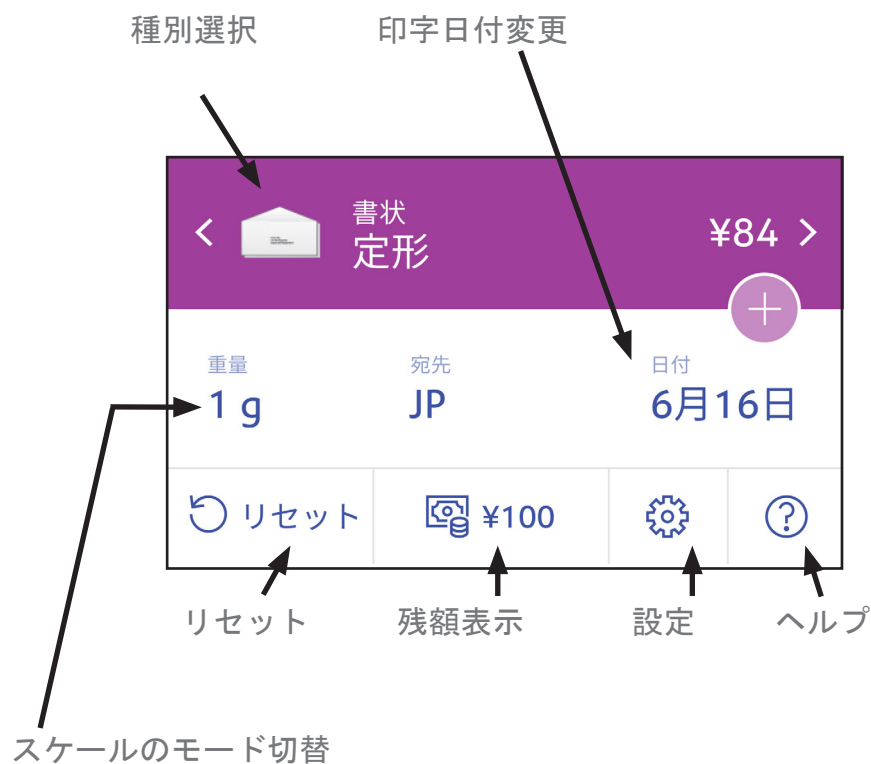 種別選択
印字日付変更
書状
定形
¥84
重量
1 g
宛先
JP
日付
6月16日
リセット
¥100
リセット
残額表示
設定
ヘルプ
スケールのモード切替